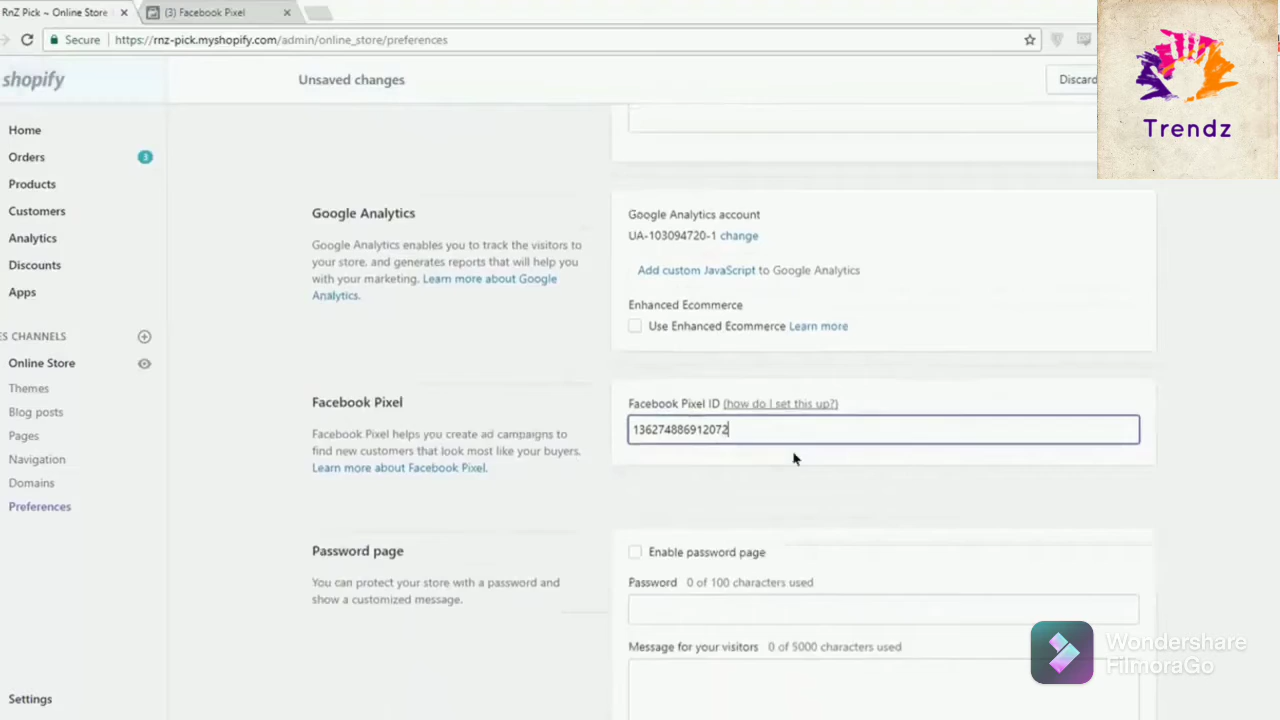 RnZ Pick ~ Online Store
(3) Facebook Pixel
Secure
https://rnz-pick.myshopify.com/admin/online_store/preferences
shopify
Unsaved changes
Discard
Trendz
Home
Orders 3
Products
Customers
Analytics
Discounts
Apps
ES CHANNELS
Online Store
Themes
Blog posts
Pages
Navigation
Domains
Preferences
Settings
Google Analytics
Google Analytics enables you to track the visitors to
your store, and generates reports that will help you
with your marketing. Learn more about Google
Analytics.
Google Analytics account
UA-103094720-1 change
Add custom JavaScript to Google Analytics
Enhanced Ecommerce
Use Enhanced Ecommerce Learn more
Facebook Pixel
Facebook Pixel helps you create ad campaigns to
find new customers that look most like your buyers.
Learn more about Facebook Pixel.
Facebook Pixel ID (how do I set this up?)
136274886912072
Password page
You can protect your store with a password and
show a customized message.
Enable password page
Password 0 of 100 characters used
Message for your visitors 0 of 5000 characters used
Wondershare
FilmoraGo